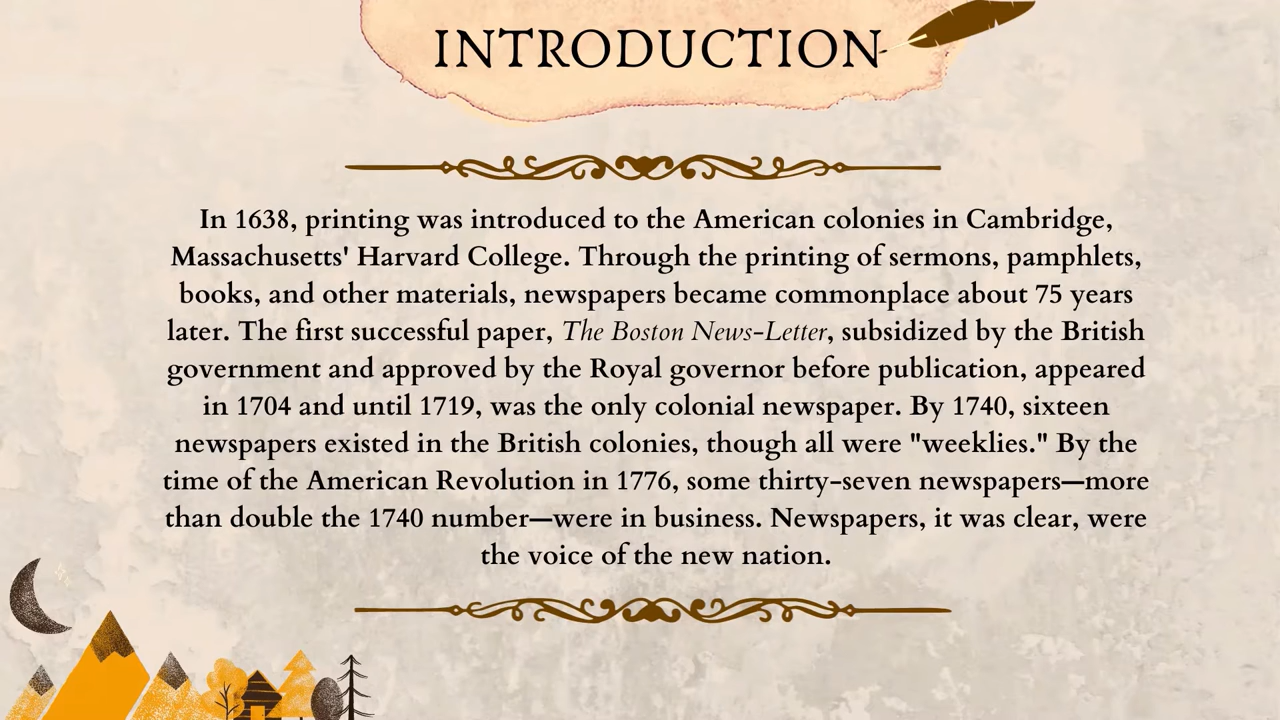 INTRODUCTION
In 1638, printing was introduced to the American colonies in Cambridge,
Massachusetts' Harvard College. Through the printing of sermons, pamphlets,
books, and other materials, newspapers became commonplace about 75 years
later. The first successful paper, The Boston News-Letter, subsidized by the British
government and approved by the Royal governor before publication, appeared
in 1704 and until 1719, was the only colonial newspaper. By 1740, sixteen
newspapers existed in the British colonies, though all were "weeklies." By the
time of the American Revolution in 1776, some thirty-seven newspapers—more
than double the 1740 number—were in business. Newspapers, it was clear, were
the voice of the new nation.